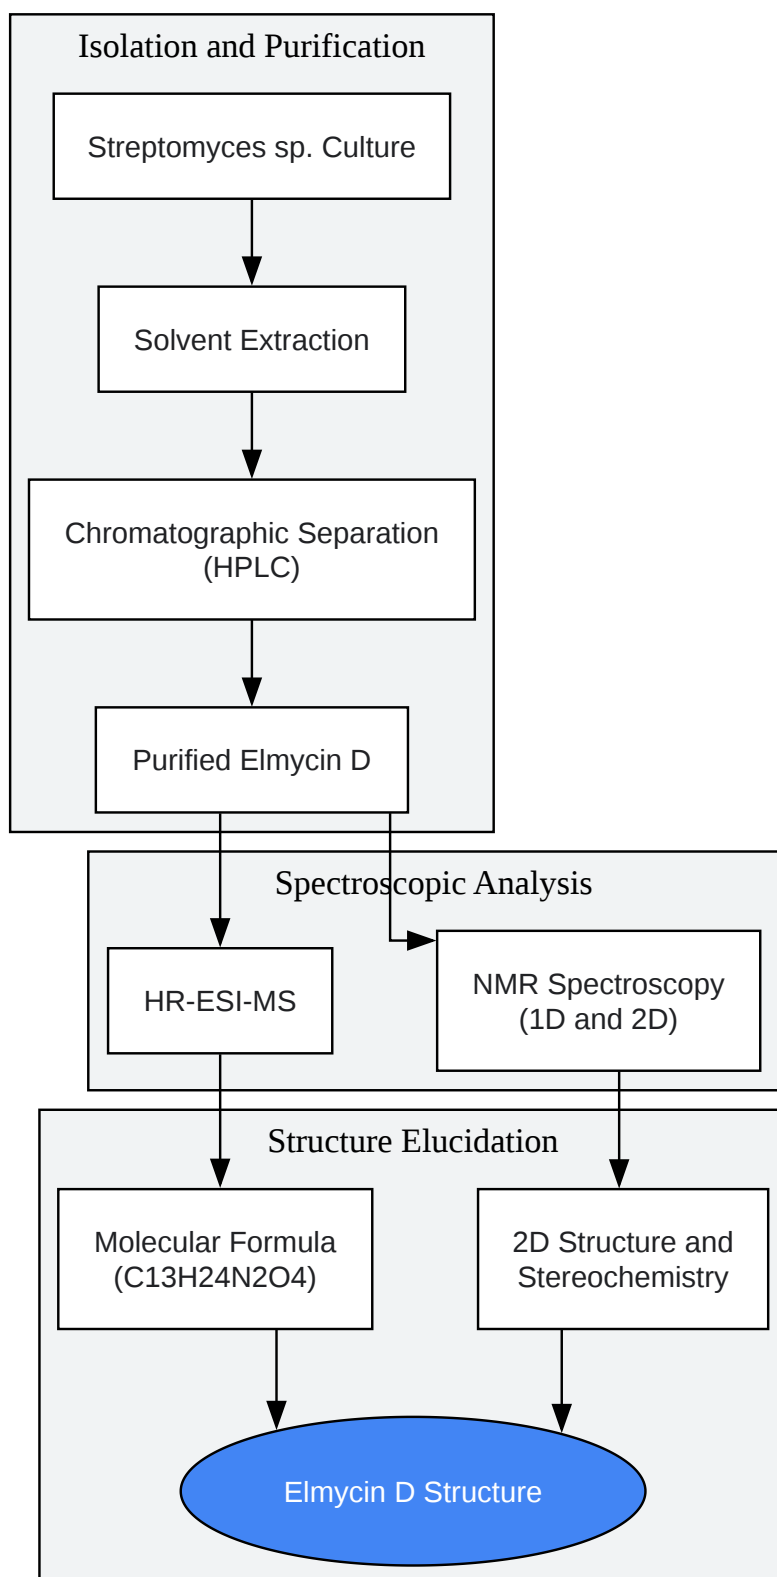 Isolation and Purification
Streptomyces sp. Culture
Solvent Extraction
Chromatographic Separation
(HPLC)
Purified Elmycin D
Spectroscopic Analysis
HR-ESI-MS
NMR Spectroscopy
(1D and 2D)
Structure Elucidation
Molecular Formula
(C13H24N2O4)
2D Structure and
Stereochemistry
Elmycin D Structure